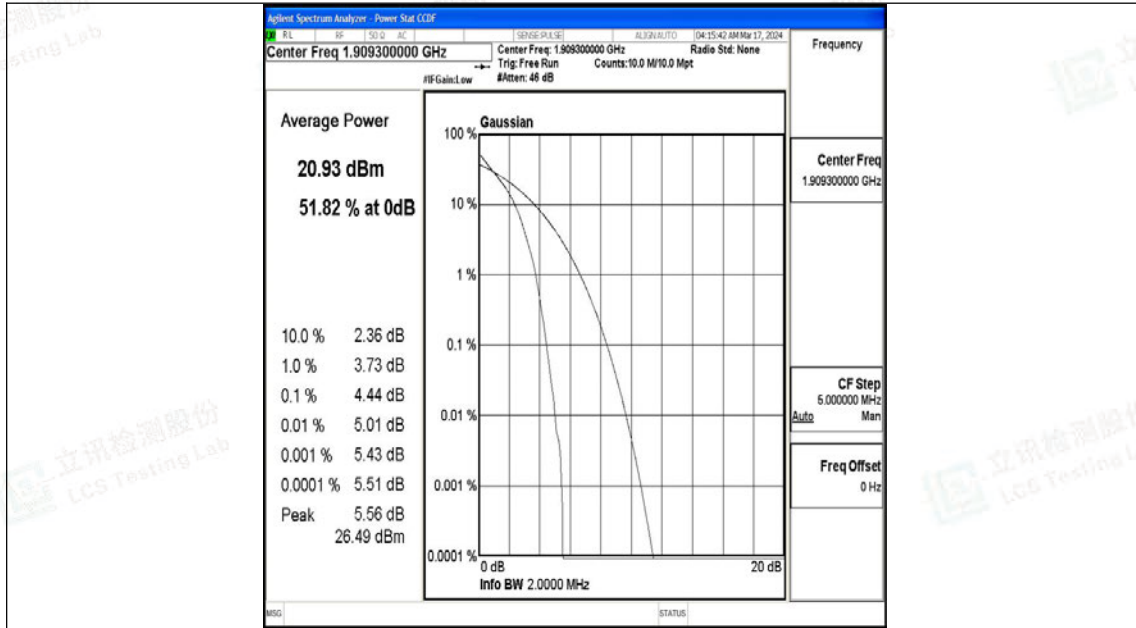 Agilent Spectrum Analyzer - Power Stat CCDF
RL RF 50 Ω AC SENSE:PULSE ALIGN AUTO 04:15:42 AM Mar 17, 2024
Center Freq 1.909300000 GHz
Center Freq: 1.909300000 GHz Radio Std: None
Trig: Free Run Counts:10.0 M/10.0 Mpt
#IFGain:Low #Atten: 46 dB
Frequency
Average Power
20.93 dBm
51.82 % at 0dB
10.0 % 2.36 dB
1.0 % 3.73 dB
0.1 % 4.44 dB
0.01 % 5.01 dB
0.001 % 5.43 dB
0.0001 % 5.51 dB
Peak 5.56 dB
26.49 dBm
Gaussian
100 %
10 %
1 %
0.1 %
0.01 %
0.001 %
0.0001 %
0 dB 20 dB
Info BW 2.0000 MHz
Center Freq
1.909300000 GHz
CF Step
5.000000 MHz
Auto Man
Freq Offset
0 Hz
MSG STATUS
立讯检测股份
LCS Testing Lab
立讯检测股份
LCS Testing L